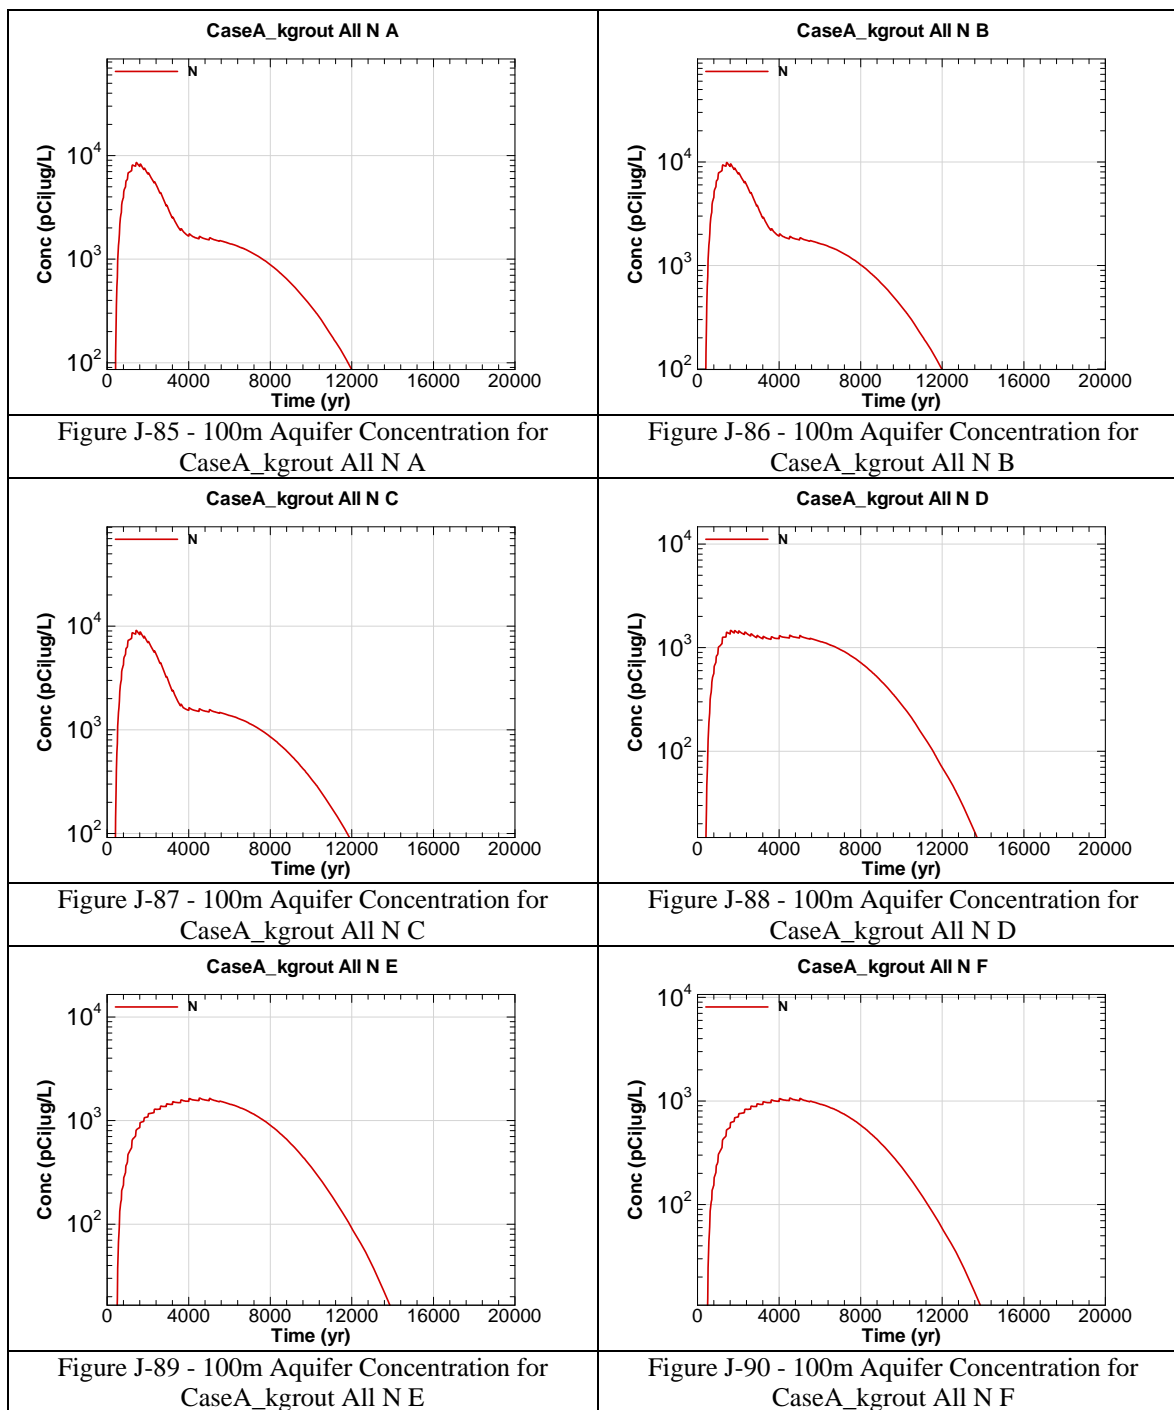 CaseA_kgrout All N A
N
Conc (pCi|ug/L)
10^4
10^3
10^2
0 4000 8000 12000 16000 20000
Time (yr)
Figure J-85 - 100m Aquifer Concentration for
CaseA_kgrout All N A
CaseA_kgrout All N B
N
Conc (pCi|ug/L)
10^4
10^3
10^2
0 4000 8000 12000 16000 20000
Time (yr)
Figure J-86 - 100m Aquifer Concentration for
CaseA_kgrout All N B
CaseA_kgrout All N C
N
Conc (pCi|ug/L)
10^4
10^3
10^2
0 4000 8000 12000 16000 20000
Time (yr)
Figure J-87 - 100m Aquifer Concentration for
CaseA_kgrout All N C
CaseA_kgrout All N D
N
Conc (pCi|ug/L)
10^4
10^3
10^2
0 4000 8000 12000 16000 20000
Time (yr)
Figure J-88 - 100m Aquifer Concentration for
CaseA_kgrout All N D
CaseA_kgrout All N E
N
Conc (pCi|ug/L)
10^4
10^3
10^2
0 4000 8000 12000 16000 20000
Time (yr)
Figure J-89 - 100m Aquifer Concentration for
CaseA_kgrout All N E
CaseA_kgrout All N F
N
Conc (pCi|ug/L)
10^4
10^3
10^2
0 4000 8000 12000 16000 20000
Time (yr)
Figure J-90 - 100m Aquifer Concentration for
CaseA_kgrout All N F